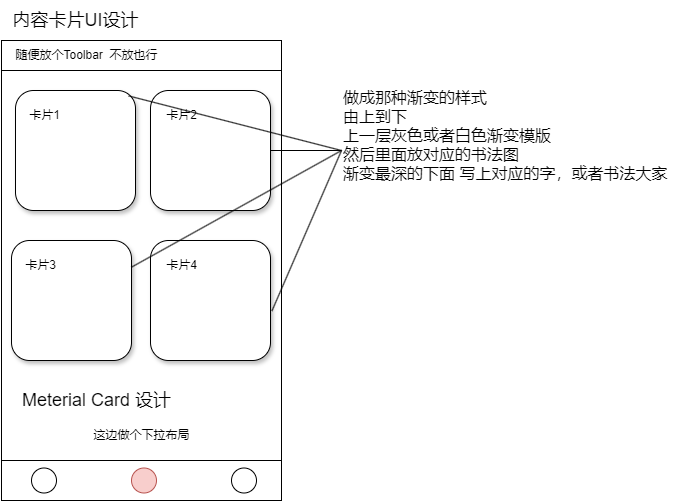 内容卡片UI设计
随便放个Toolbar 不放也行
卡片1
卡片2
做成那种渐变的样式
由上到下
上一层灰色或者白色渐变模版
然后里面放对应的书法图
渐变最深的下面 写上对应的字，或者书法大家
卡片3
卡片4
Meterial Card 设计
这边做个下拉布局